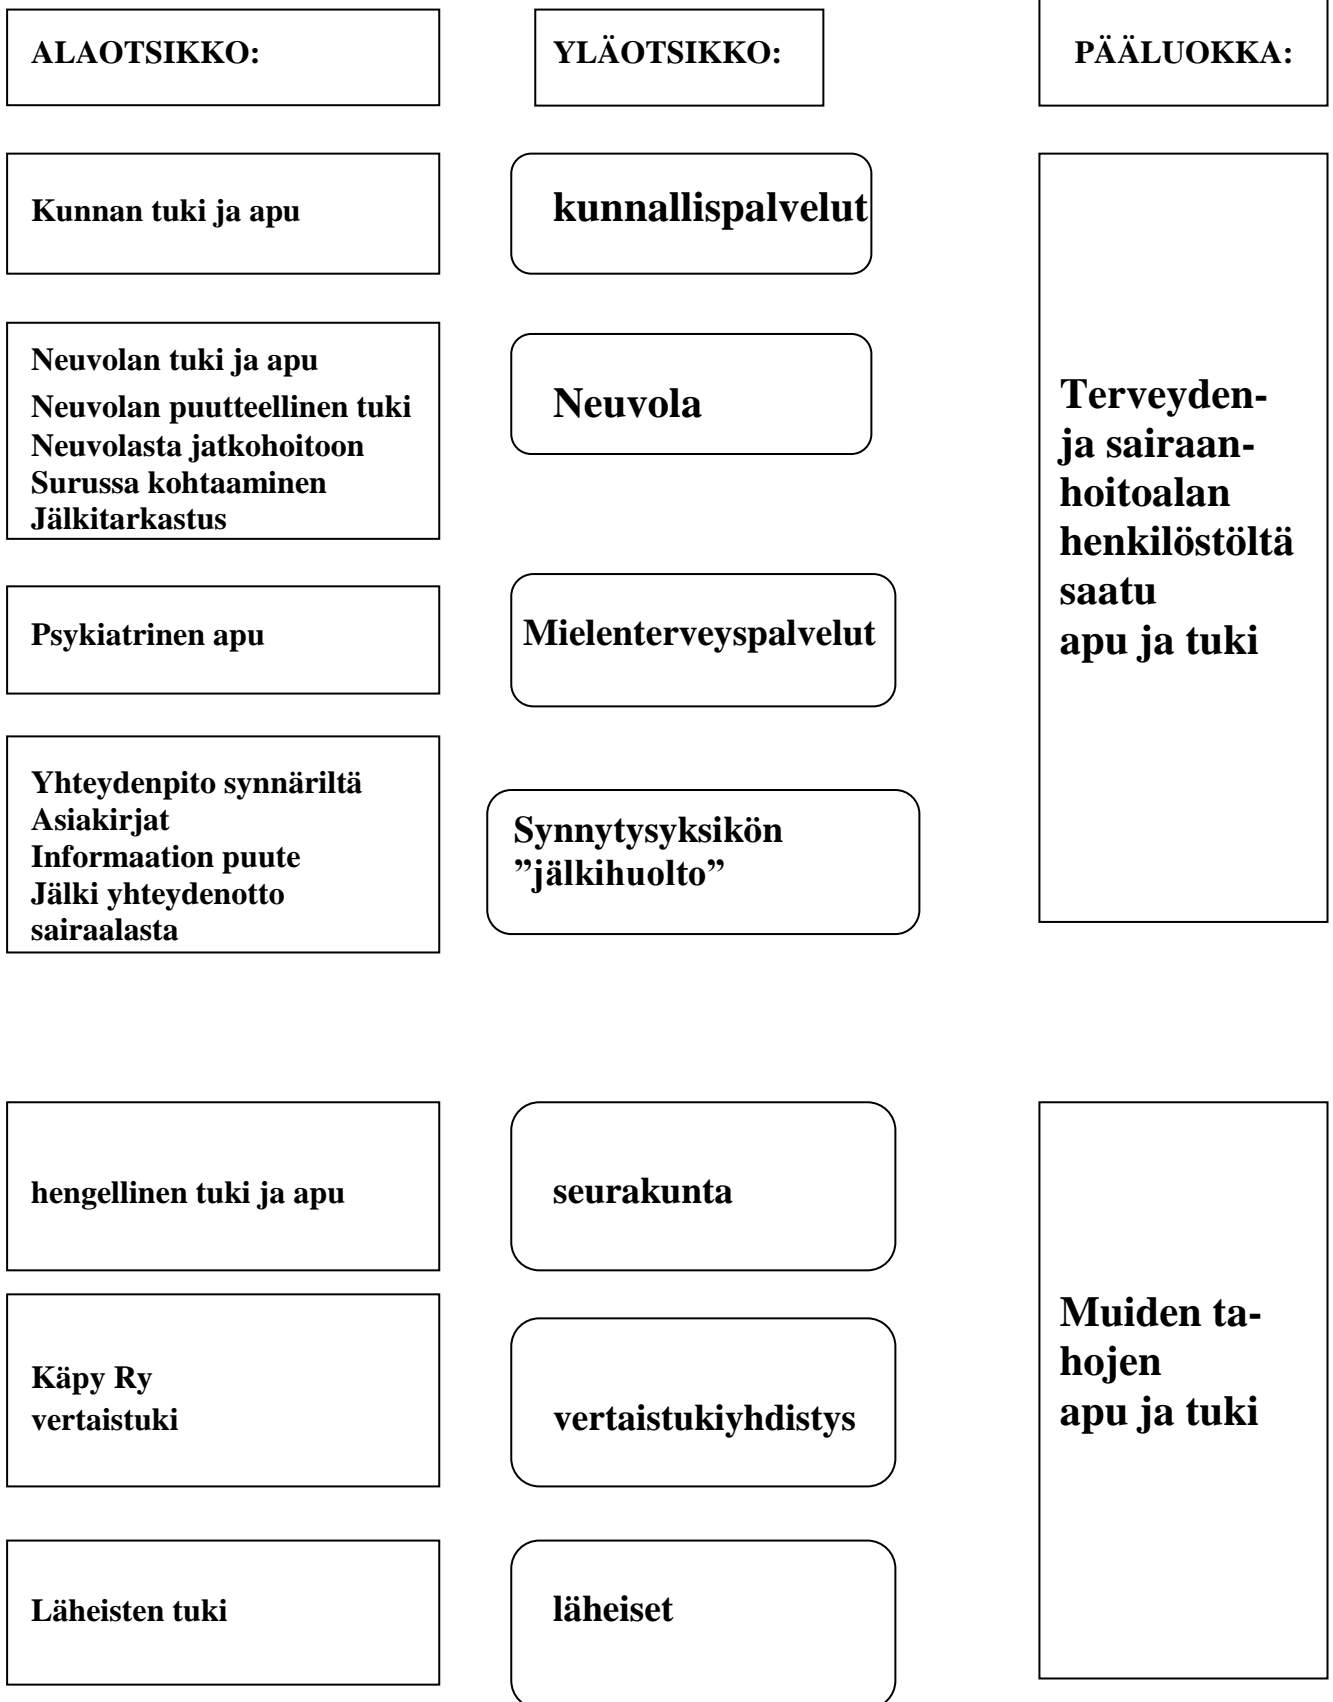 ALAOTSIKKO:
YLÄOTSIKKO:
PÄÄLUOKKA:
Kunnan tuki ja apu
kunnallispalvelut
Neuvolan tuki ja apu
Neuvolan puutteellinen tuki
Neuvolasta jatkohoitoon
Surussa kohtaaminen
Jälkitarkastus
Neuvola
Psykiatrinen apu
Mielenterveyspalvelut
Yhteydenpito synnäriltä
Asiakirjat
Informaation puute
Jälki yhteydenotto
sairaalasta
Synnytysyksikön
”jälkihuolto”
Terveyden-
ja sairaan-
hoitoalan
henkilöstöltä
saatu
apu ja tuki
hengellinen tuki ja apu
seurakunta
Käpy Ry
vertaistuki
vertaistukiyhdistys
Läheisten tuki
läheiset
Muiden ta-
hojen
apu ja tuki